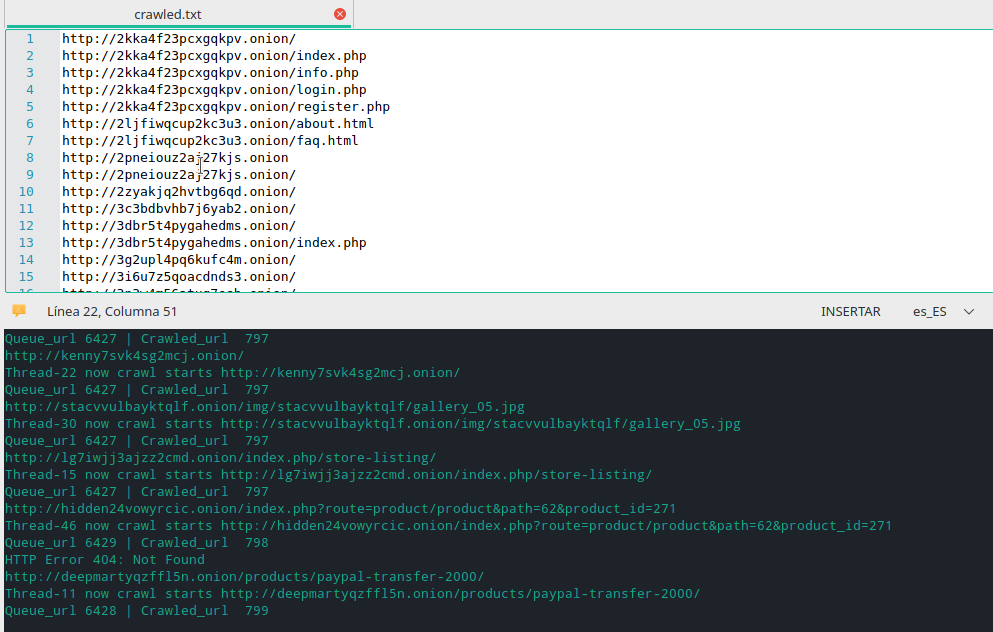 crawled.txt
1 http://2kka4f23pcxgqkpv.onion/
2 http://2kka4f23pcxgqkpv.onion/index.php
3 http://2kka4f23pcxgqkpv.onion/info.php
4 http://2kka4f23pcxgqkpv.onion/login.php
5 http://2kka4f23pcxgqkpv.onion/register.php
6 http://2ljfiwqcup2kc3u3.onion/about.html
7 http://2ljfiwqcup2kc3u3.onion/faq.html
8 http://2pneiouz2aj27kjs.onion
9 http://2pneiouz2aj27kjs.onion/
10 http://2zyakjq2hvtbg6qd.onion/
11 http://3c3bdbvhb7j6yab2.onion/
12 http://3dbr5t4pygahedms.onion/
13 http://3dbr5t4pygahedms.onion/index.php
14 http://3g2upl4pq6kufc4m.onion/
15 http://3i6u7z5qoacdnds3.onion/
Línea 22, Columna 51 INSERTAR es_ES
Queue_url 6427 | Crawled_url  797
http://kenny7svk4sg2mcj.onion/
Thread-22 now crawl starts http://kenny7svk4sg2mcj.onion/
Queue_url 6427 | Crawled_url  797
http://stacvvulbayktqlf.onion/img/stacvvulbayktqlf/gallery_05.jpg
Thread-30 now crawl starts http://stacvvulbayktqlf.onion/img/stacvvulbayktqlf/gallery_05.jpg
Queue_url 6427 | Crawled_url  797
http://lg7iwjj3ajzz2cmd.onion/index.php/store-listing/
Thread-15 now crawl starts http://lg7iwjj3ajzz2cmd.onion/index.php/store-listing/
Queue_url 6427 | Crawled_url  797
http://hidden24vowyrcic.onion/index.php?route=product/product&path=62&product_id=271
Thread-46 now crawl starts http://hidden24vowyrcic.onion/index.php?route=product/product&path=62&product_id=271
Queue_url 6429 | Crawled_url  798
HTTP Error 404: Not Found
http://deepmartyqzffl5n.onion/products/paypal-transfer-2000/
Thread-11 now crawl starts http://deepmartyqzffl5n.onion/products/paypal-transfer-2000/
Queue_url 6428 | Crawled_url  799